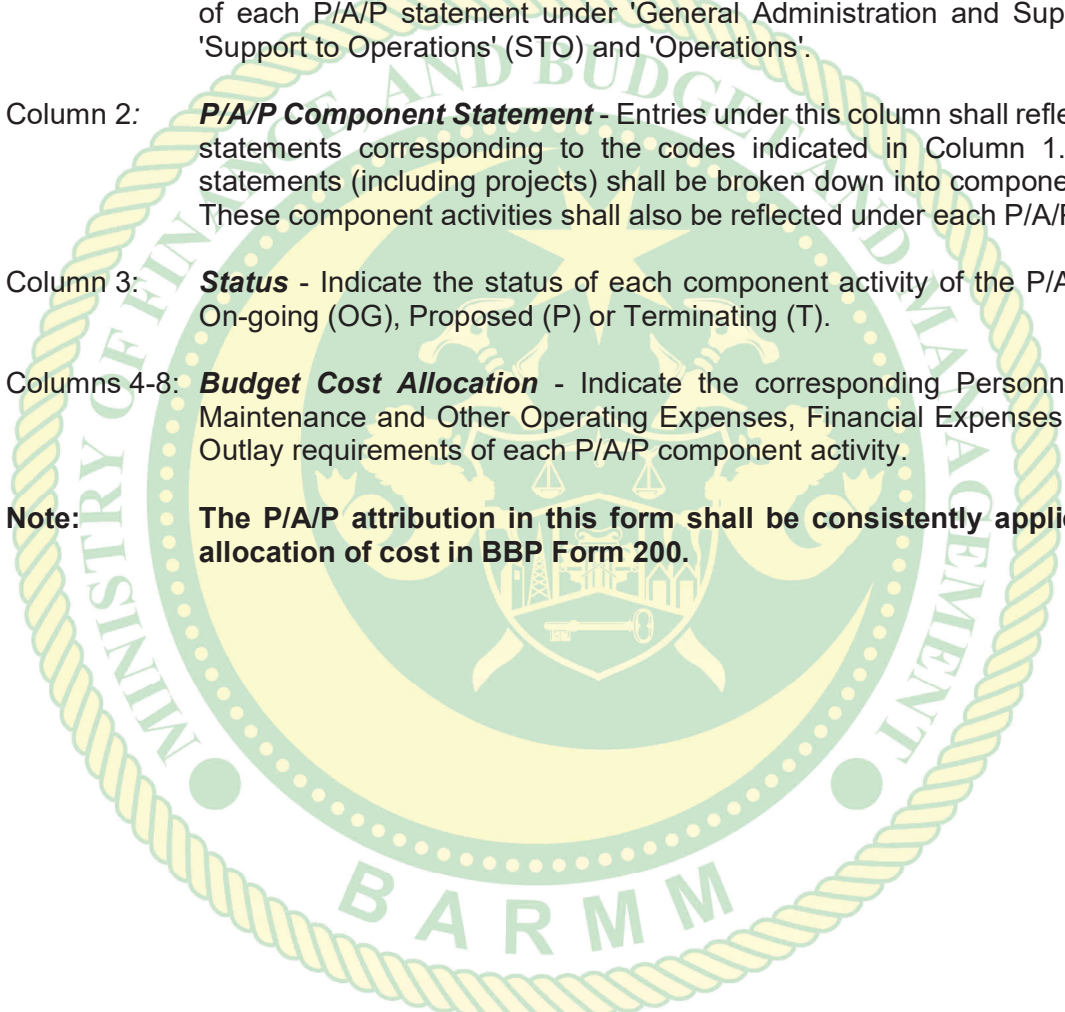 of each P/A/P statement under 'General Administration and Sup
'Support to Operations' (STO) and 'Operations'.
Column 2: P/A/P Component Statement - Entries under this column shall refle
statements corresponding to the codes indicated in Column 1.
statements (including projects) shall be broken down into compone
These component activities shall also be reflected under each P/A/P
Column 3: Status - Indicate the status of each component activity of the P/A
On-going (OG), Proposed (P) or Terminating (T).
Columns 4-8: Budget Cost Allocation - Indicate the corresponding Personn
Maintenance and Other Operating Expenses, Financial Expenses
Outlay requirements of each P/A/P component activity.
Note: The P/A/P attribution in this form shall be consistently applie
allocation of cost in BBP Form 200.
MINISTRY OF FINANCE AND BUDGET AND MANAGEMENT
BARMM